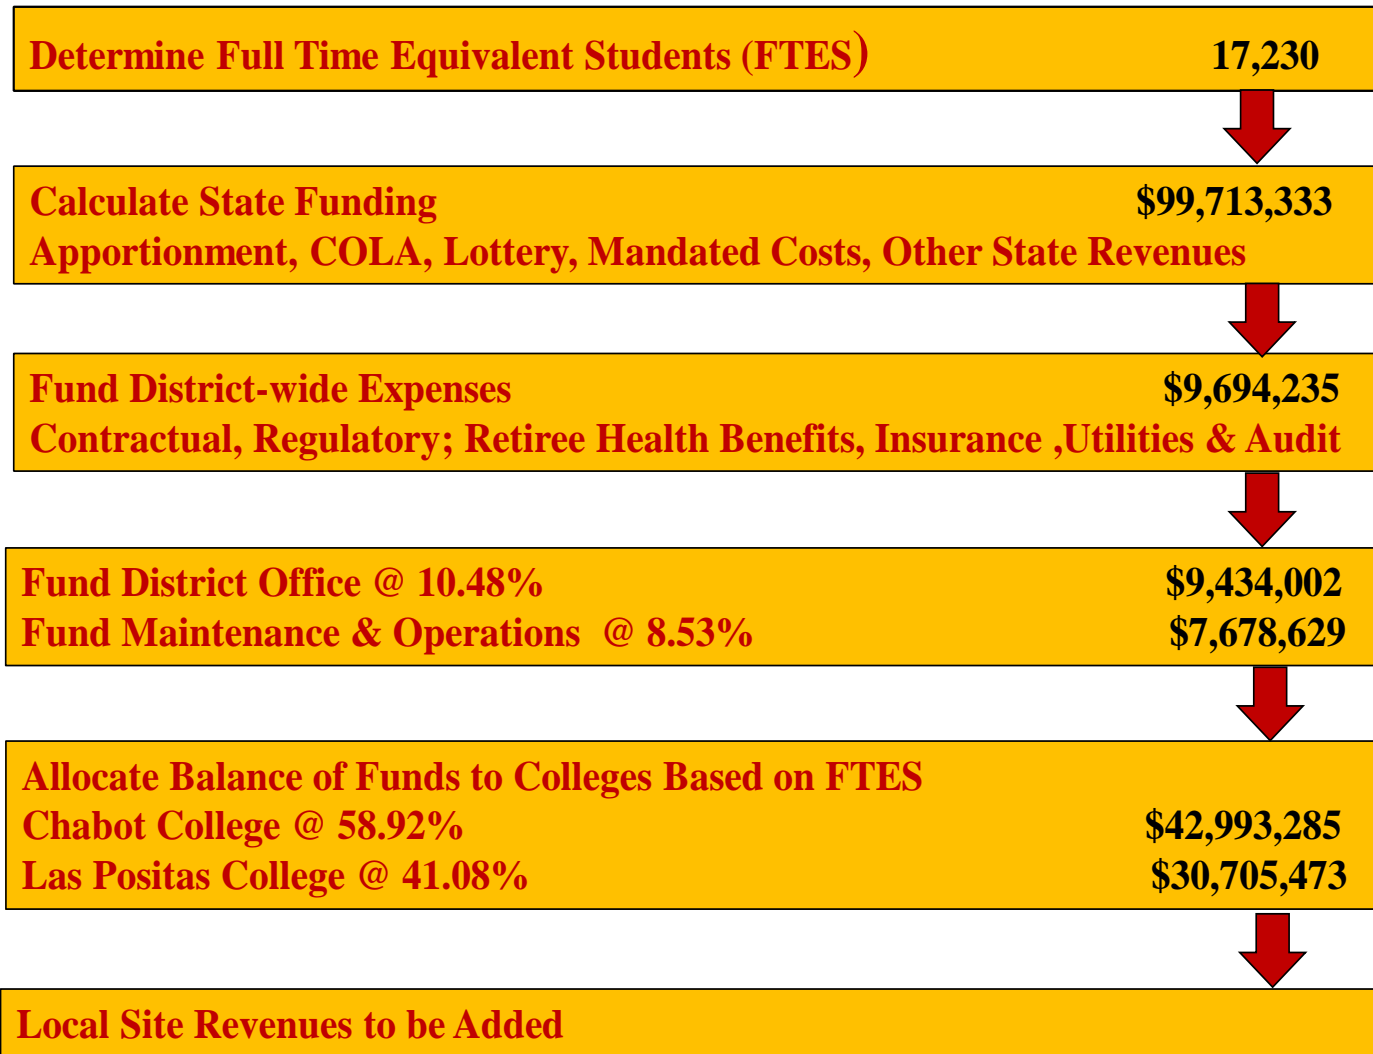 Determine Full Time Equivalent Students (FTES) 17,230
Calculate State Funding $99,713,333
Apportionment, COLA, Lottery, Mandated Costs, Other State Revenues
Fund District-wide Expenses $9,694,235
Contractual, Regulatory; Retiree Health Benefits, Insurance ,Utilities & Audit
Fund District Office @ 10.48% $9,434,002
Fund Maintenance & Operations @ 8.53% $7,678,629
Allocate Balance of Funds to Colleges Based on FTES
Chabot College @ 58.92% $42,993,285
Las Positas College @ 41.08% $30,705,473
Local Site Revenues to be Added